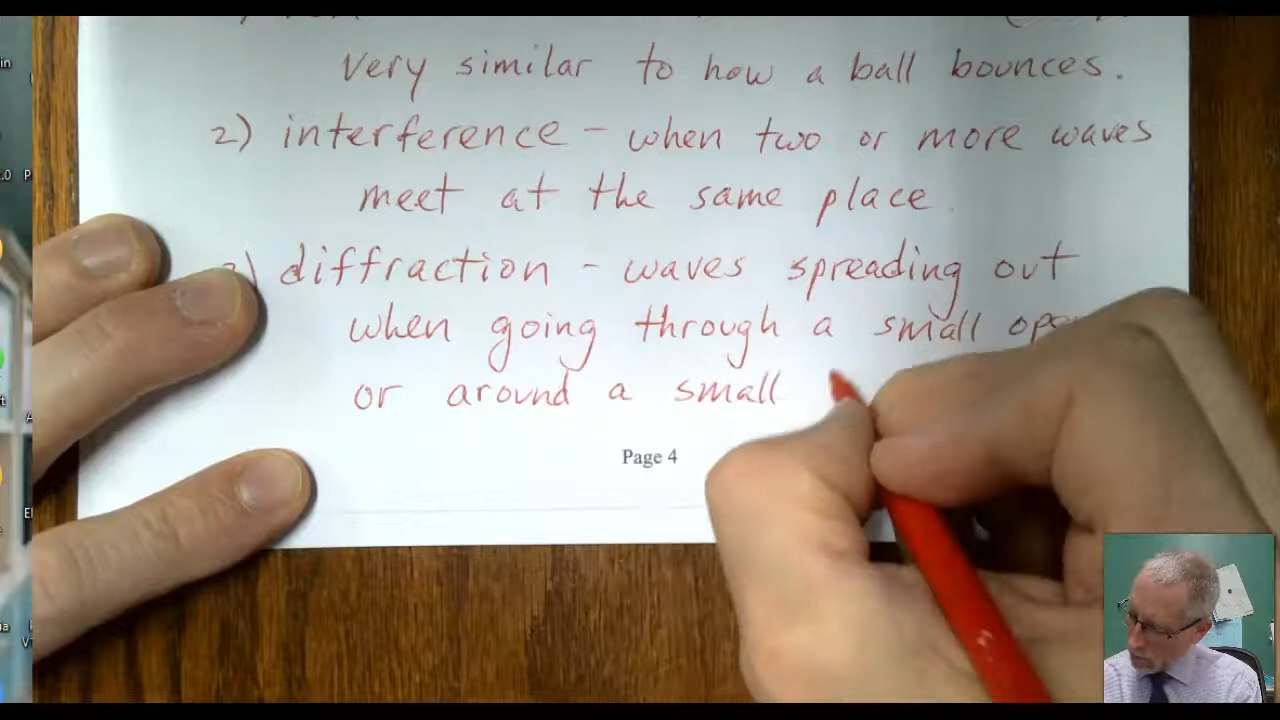 very similar to how a ball bounces.
2) interference - when two or more waves
meet at the same place.
diffraction - waves spreading out
when going through a small
or around a small
Page 4